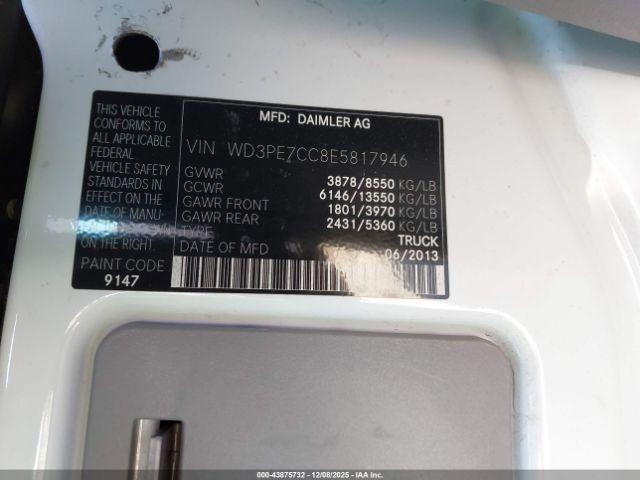 MFD: DAIMLER AG
THIS VEHICLE
CONFORMS TO
ALL APPLICABLE
FEDERAL
VEHICLE SAFETY
STANDARDS IN
EFFECT ON THE
DATE OF MANU-
ON THE RIGHT.
PAINT CODE
9147
VIN WD3PE7CC8E5817946
GVWR 3878/8550 KG/LB
GCWR 6146/13550 KG/LB
GAWR FRONT 1801/3970 KG/LB
GAWR REAR 2431/5360 KG/LB
TYPE TRUCK
DATE OF MFD 06/2013
000-43875732 - 12/08/2025 - IAAI, Inc.